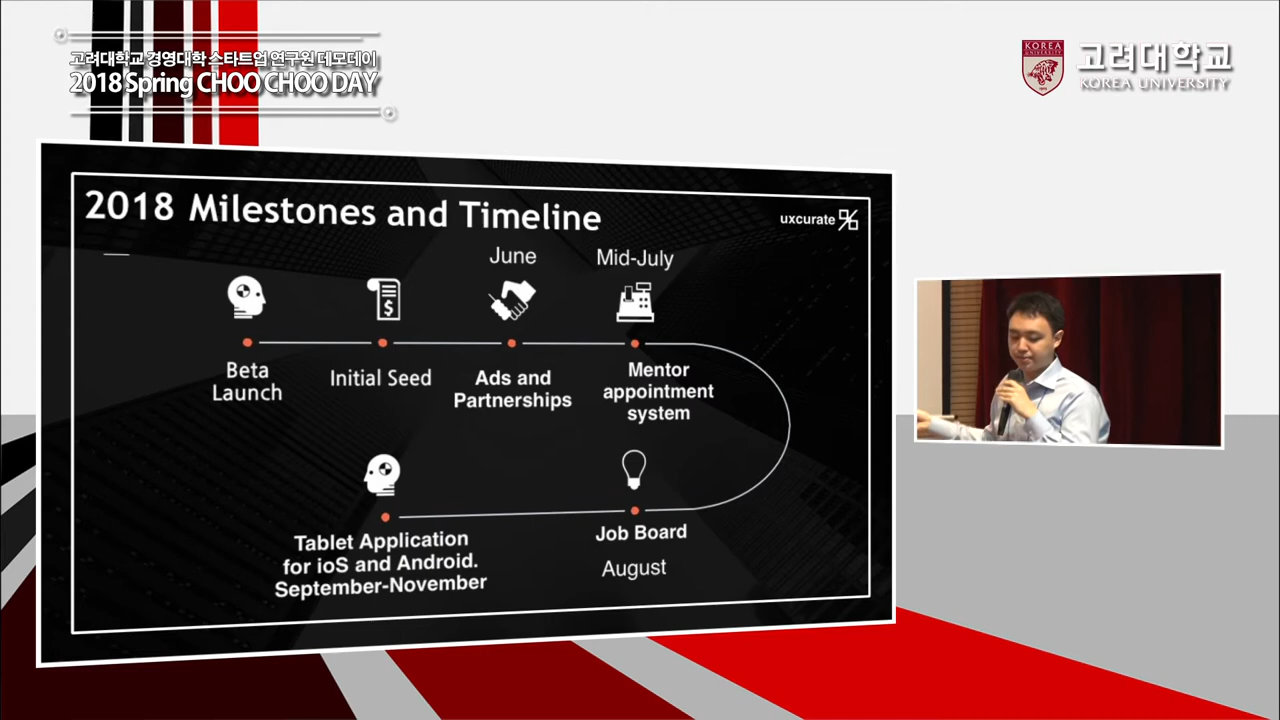 고려대학교 경영대학 스타트업 연구원 데모데이
2018 Spring CHOO CHOO DAY
KOREA
UNIVERSITY
고려대학교
KOREA UNIVERSITY
2018 Milestones and Timeline
uxcurate
June
Mid-July
$
Beta
Launch
Initial Seed
Ads and
Partnerships
Mentor
appointment
system
Tablet Application
for ioS and Android.
September-November
Job Board
August